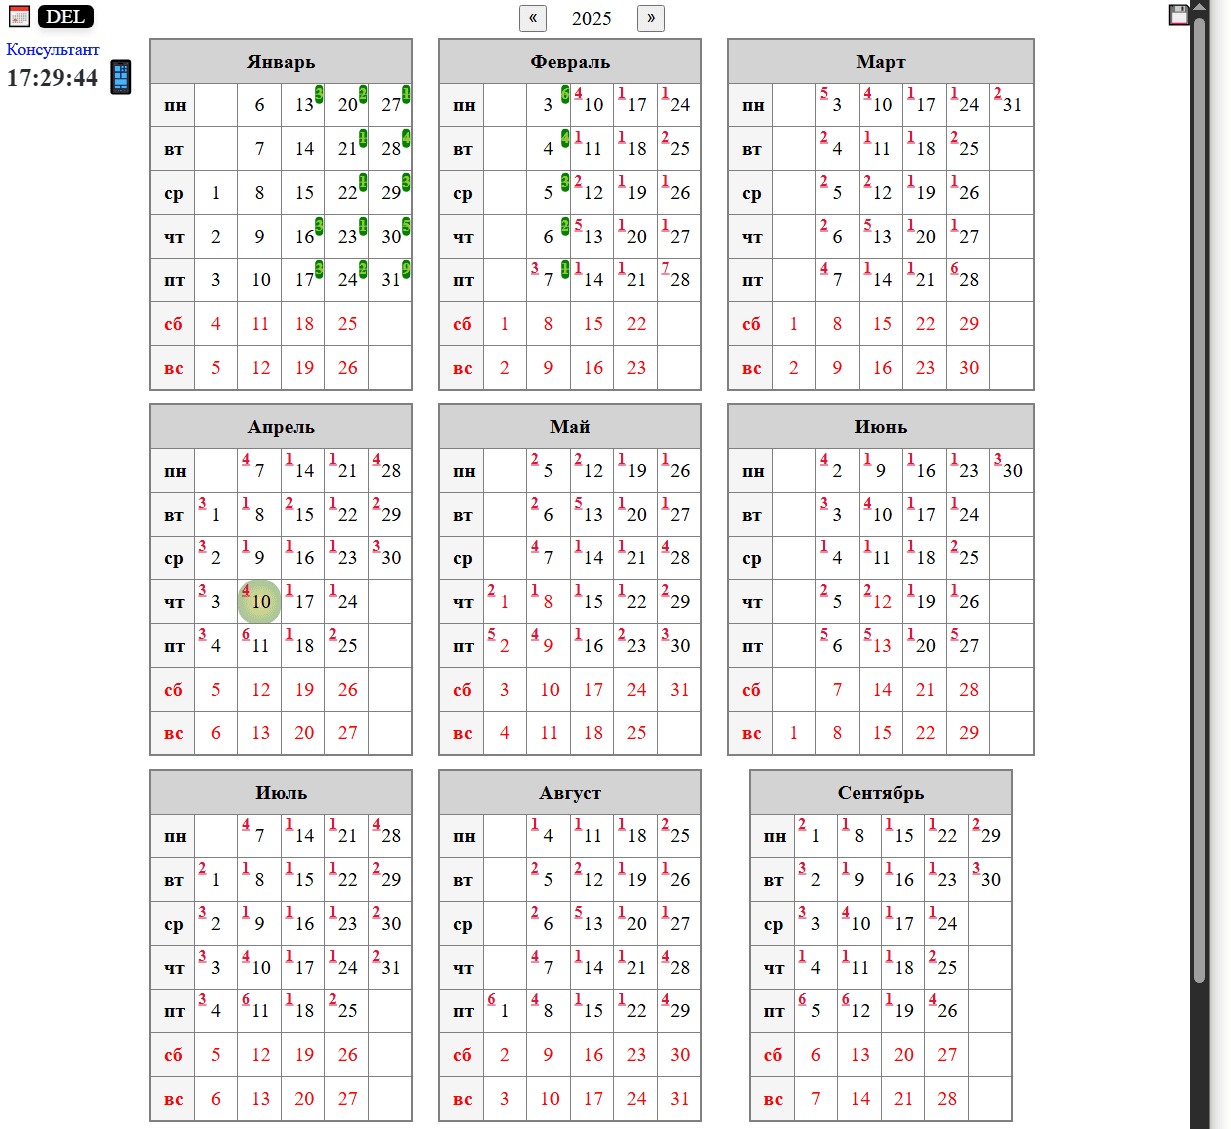 DEL « 2025 »
Консультант
17:29:44
Январь Февраль Март
пн 6 13 3 20 2 27 1 пн 3 6 4 10 1 17 1 24 пн 5 3 4 10 1 17 1 24 2 31
вт 7 14 21 1 28 4 вт 4 4 1 11 1 18 2 25 вт 2 4 1 11 1 18 2 25
ср 1 8 15 22 1 29 3 ср 5 3 2 12 1 19 1 26 ср 2 5 2 12 1 19 1 26
чт 2 9 16 3 23 1 30 5 чт 6 2 5 13 1 20 1 27 чт 2 6 5 13 1 20 1 27
пт 3 10 17 3 24 2 31 9 пт 3 7 1 1 14 1 21 7 28 пт 4 7 1 14 1 21 6 28
сб 4 11 18 25 сб 1 8 15 22 сб 1 8 15 22 29
вс 5 12 19 26 вс 2 9 16 23 вс 2 9 16 23 30
Апрель Май Июнь
пн 4 7 1 14 1 21 4 28 пн 2 5 2 12 1 19 1 26 пн 4 2 1 9 1 16 1 23 3 30
вт 3 1 1 8 2 15 1 22 2 29 вт 2 6 5 13 1 20 1 27 вт 3 3 4 10 1 17 1 24
ср 3 2 1 9 1 16 1 23 3 30 ср 4 7 1 14 1 21 4 28 ср 1 4 1 11 1 18 2 25
чт 3 3 4 10 1 17 1 24 чт 2 1 1 8 1 15 1 22 2 29 чт 2 5 2 12 1 19 1 26
пт 3 4 6 11 1 18 2 25 пт 5 2 4 9 1 16 2 23 3 30 пт 5 6 5 13 1 20 5 27
сб 5 12 19 26 сб 3 10 17 24 31 сб 7 14 21 28
вс 6 13 20 27 вс 4 11 18 25 вс 1 8 15 22 29
Июль Август Сентябрь
пн 4 7 1 14 1 21 4 28 пн 1 4 1 11 1 18 2 25 пн 2 1 1 8 1 15 1 22 2 29
вт 2 1 1 8 1 15 1 22 2 29 вт 2 5 2 12 1 19 1 26 вт 3 2 1 9 1 16 1 23 3 30
ср 3 2 1 9 1 16 1 23 2 30 ср 2 6 5 13 1 20 1 27 ср 3 3 4 10 1 17 1 24
чт 3 3 4 10 1 17 1 24 2 31 чт 4 7 1 14 1 21 4 28 чт 1 4 1 11 1 18 2 25
пт 3 4 6 11 1 18 2 25 пт 6 1 4 8 1 15 1 22 4 29 пт 6 5 6 12 1 19 4 26
сб 5 12 19 26 сб 2 9 16 23 30 сб 6 13 20 27
вс 6 13 20 27 вс 3 10 17 24 31 вс 7 14 21 28